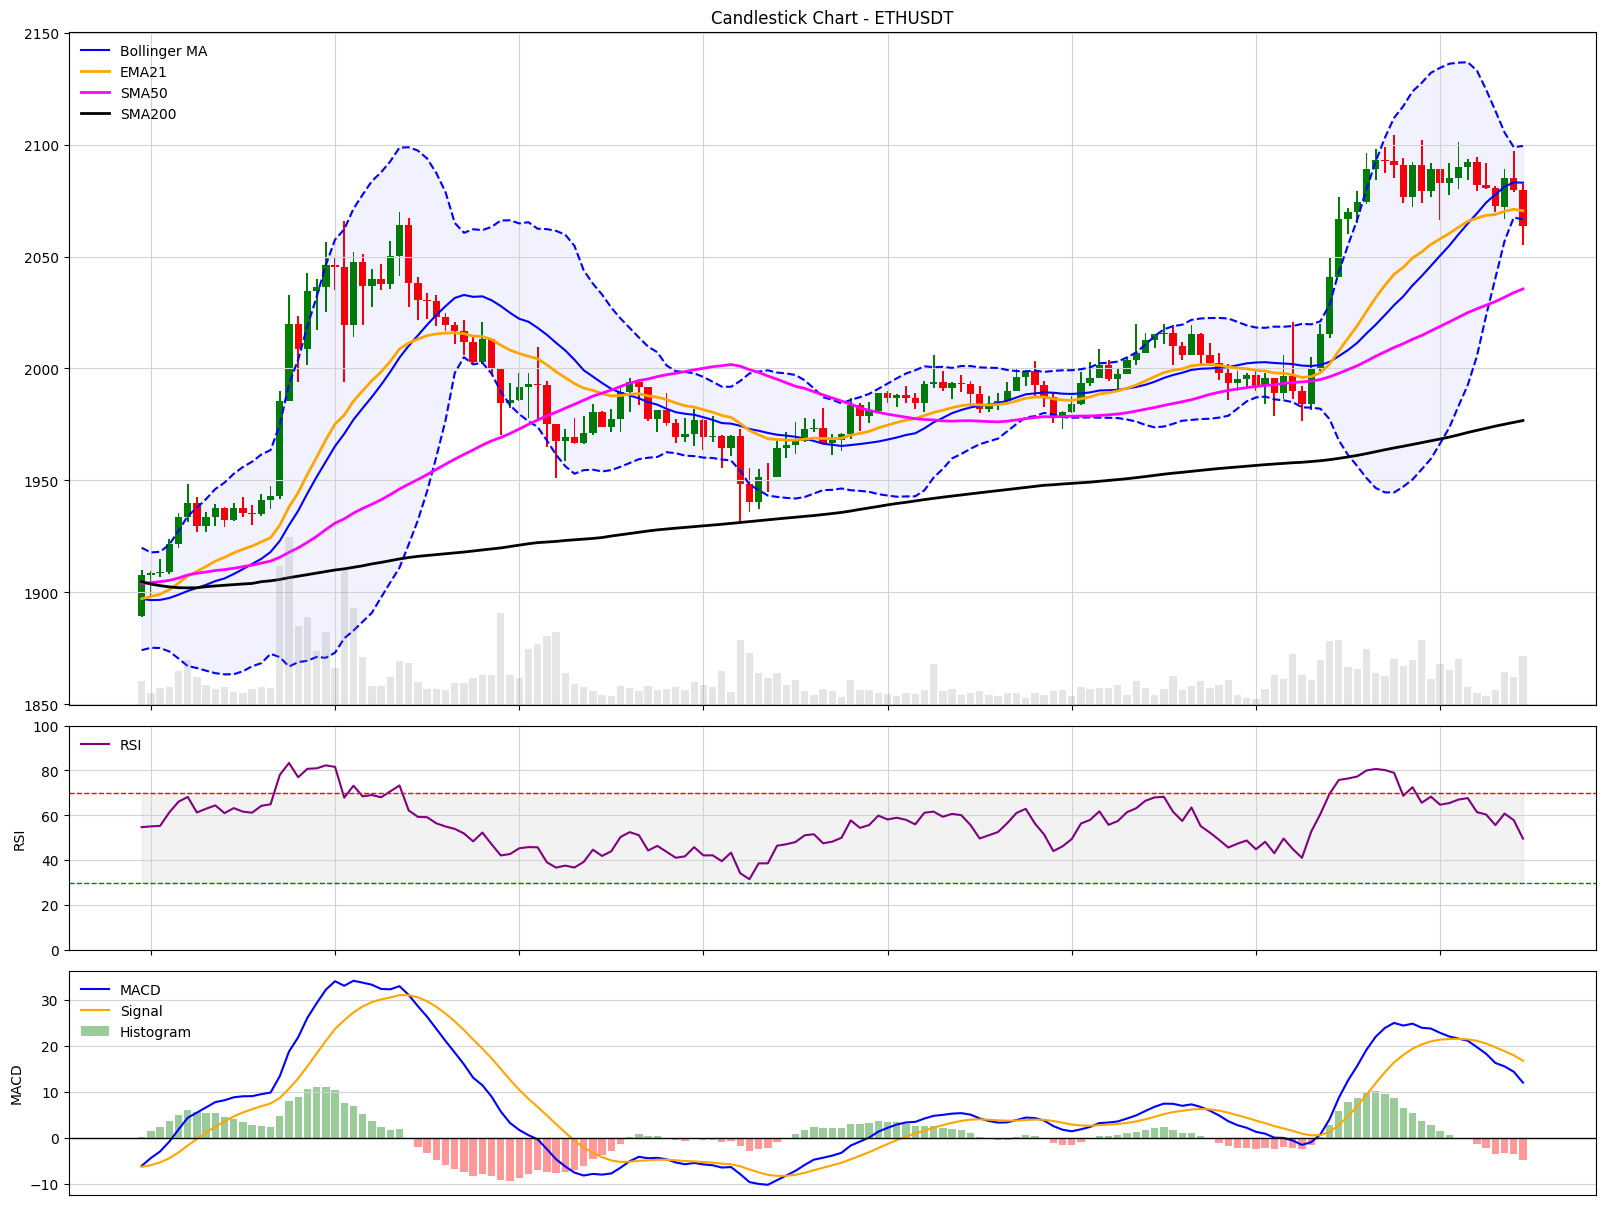 Candlestick Chart - ETHUSDT
2150
2100
2050
2000
1950
1900
1850
Bollinger MA
EMA21
SMA50
SMA200
100
80
60
40
20
0
RSI
RSI
30
20
10
0
−10
MACD
MACD
Signal
Histogram